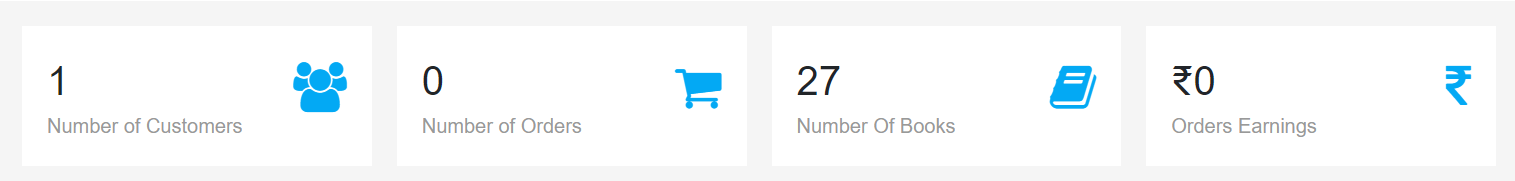 1
Number of Customers
0
Number of Orders
27
Number Of Books
₹0
Orders Earnings
₹